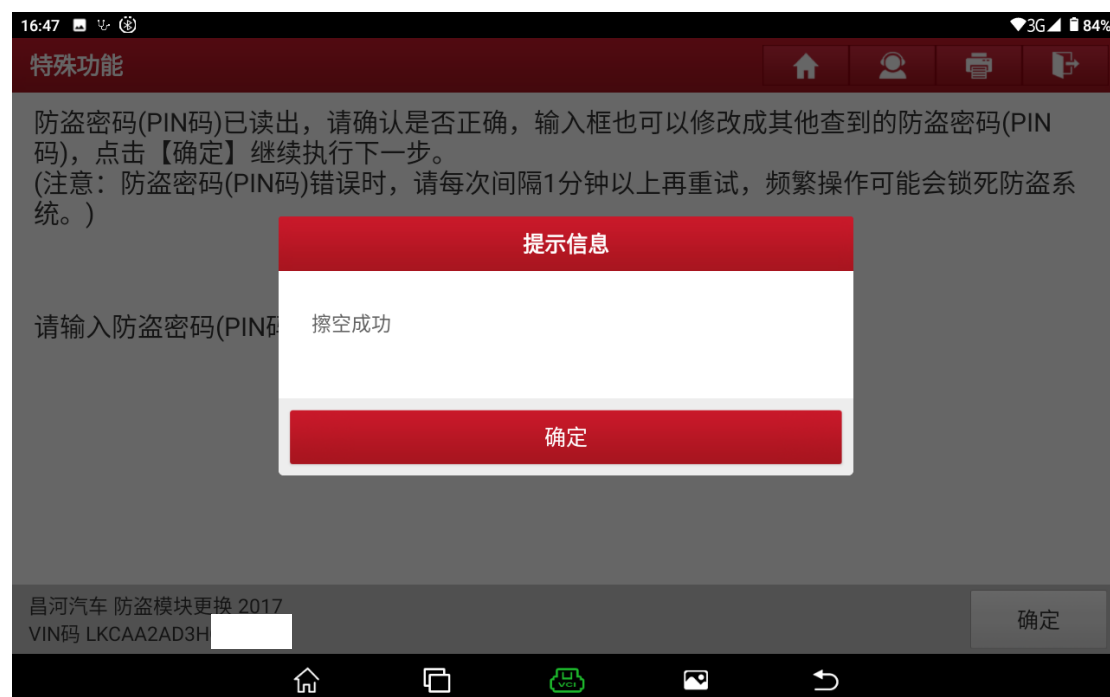 16:47
3G 84%
特殊功能
防盗密码(PIN码)已读出，请确认是否正确，输入框也可以修改成其他查到的防盗密码(PIN
码)，点击【确定】继续执行下一步。
(注意：防盗密码(PIN码)错误时，请每次间隔1分钟以上再重试，频繁操作可能会锁死防盗系
统。)
提示信息
请输入防盗密码(PIN码
擦空成功
确定
昌河汽车 防盗模块更换 2017
VIN码 LKCAA2AD3H
确定
VCI